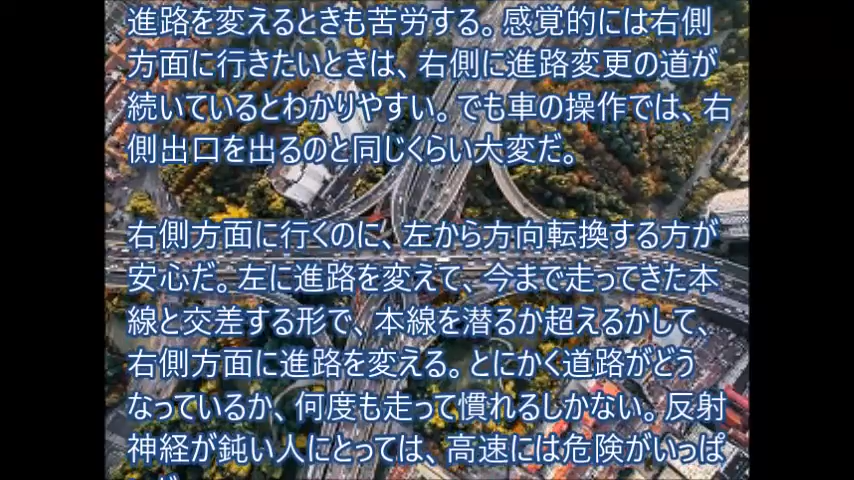 進路を変えるときも苦労する。感覚的には右側
方面に行きたいときは、右側に進路変更の道が
続いているとわかりやすい。でも車の操作では、右
側出口を出るのと同じくらい大変だ。
右側方面に行くのに、左から方向転換する方が
安心だ。左に進路を変えて、今まで走ってきた本
線と交差する形で、本線を潜るか超えるかして、
右側方面に進路を変える。とにかく道路がどう
なっているか、何度も走って慣れるしかない。反射
神経が鈍い人にとっては、高速には危険がいっぱ